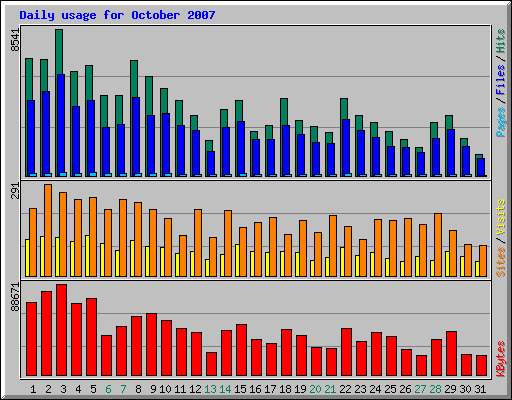 Daily usage for October 2007
8541
Pages / Files / Hits
291
Sites / Visits
88671
KBytes
1 2 3 4 5 6 7 8 9 10 11 12 13 14 15 16 17 18 19 20 21 22 23 24 25 26 27 28 29 30 31